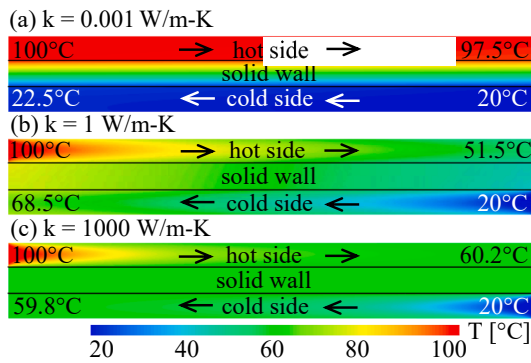 (a) k = 0.001 W/m-K
100°C → hot side → 97.5°C
solid wall
22.5°C ← cold side ← 20°C
(b) k = 1 W/m-K
100°C → hot side → 51.5°C
solid wall
68.5°C ← cold side ← 20°C
(c) k = 1000 W/m-K
100°C → hot side → 60.2°C
solid wall
59.8°C ← cold side ← 20°C
20 40 60 80 100 T [°C]